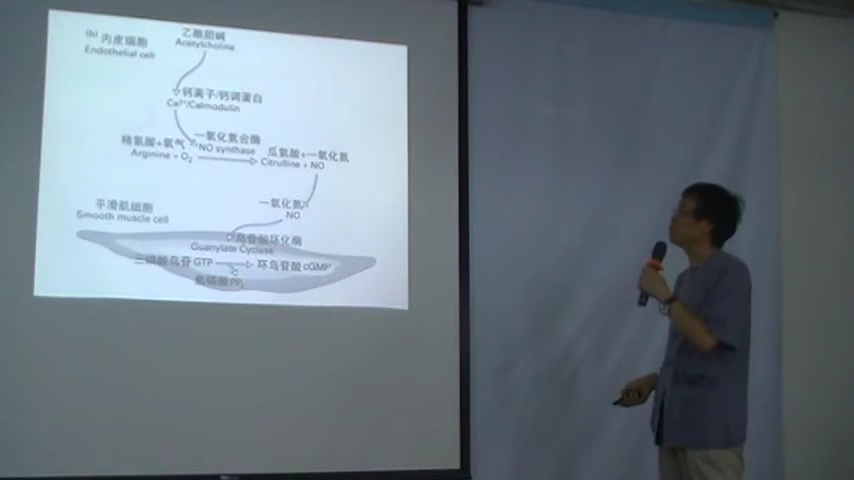 (b) 内皮细胞
Endothelial cell
乙酰胆碱
Acetylcholine
钙离子/钙调蛋白
Ca²⁺/Calmodulin
精氨酸+氧气
Arginine + O₂
一氧化氮合酶
NO synthase
瓜氨酸+一氧化氮
Citrulline + NO
一氧化氮
NO
平滑肌细胞
Smooth muscle cell
鸟苷酸环化酶
Guanylate Cyclase
三磷酸鸟苷 GTP
环鸟苷酸 cGMP
焦磷酸 PPᵢ